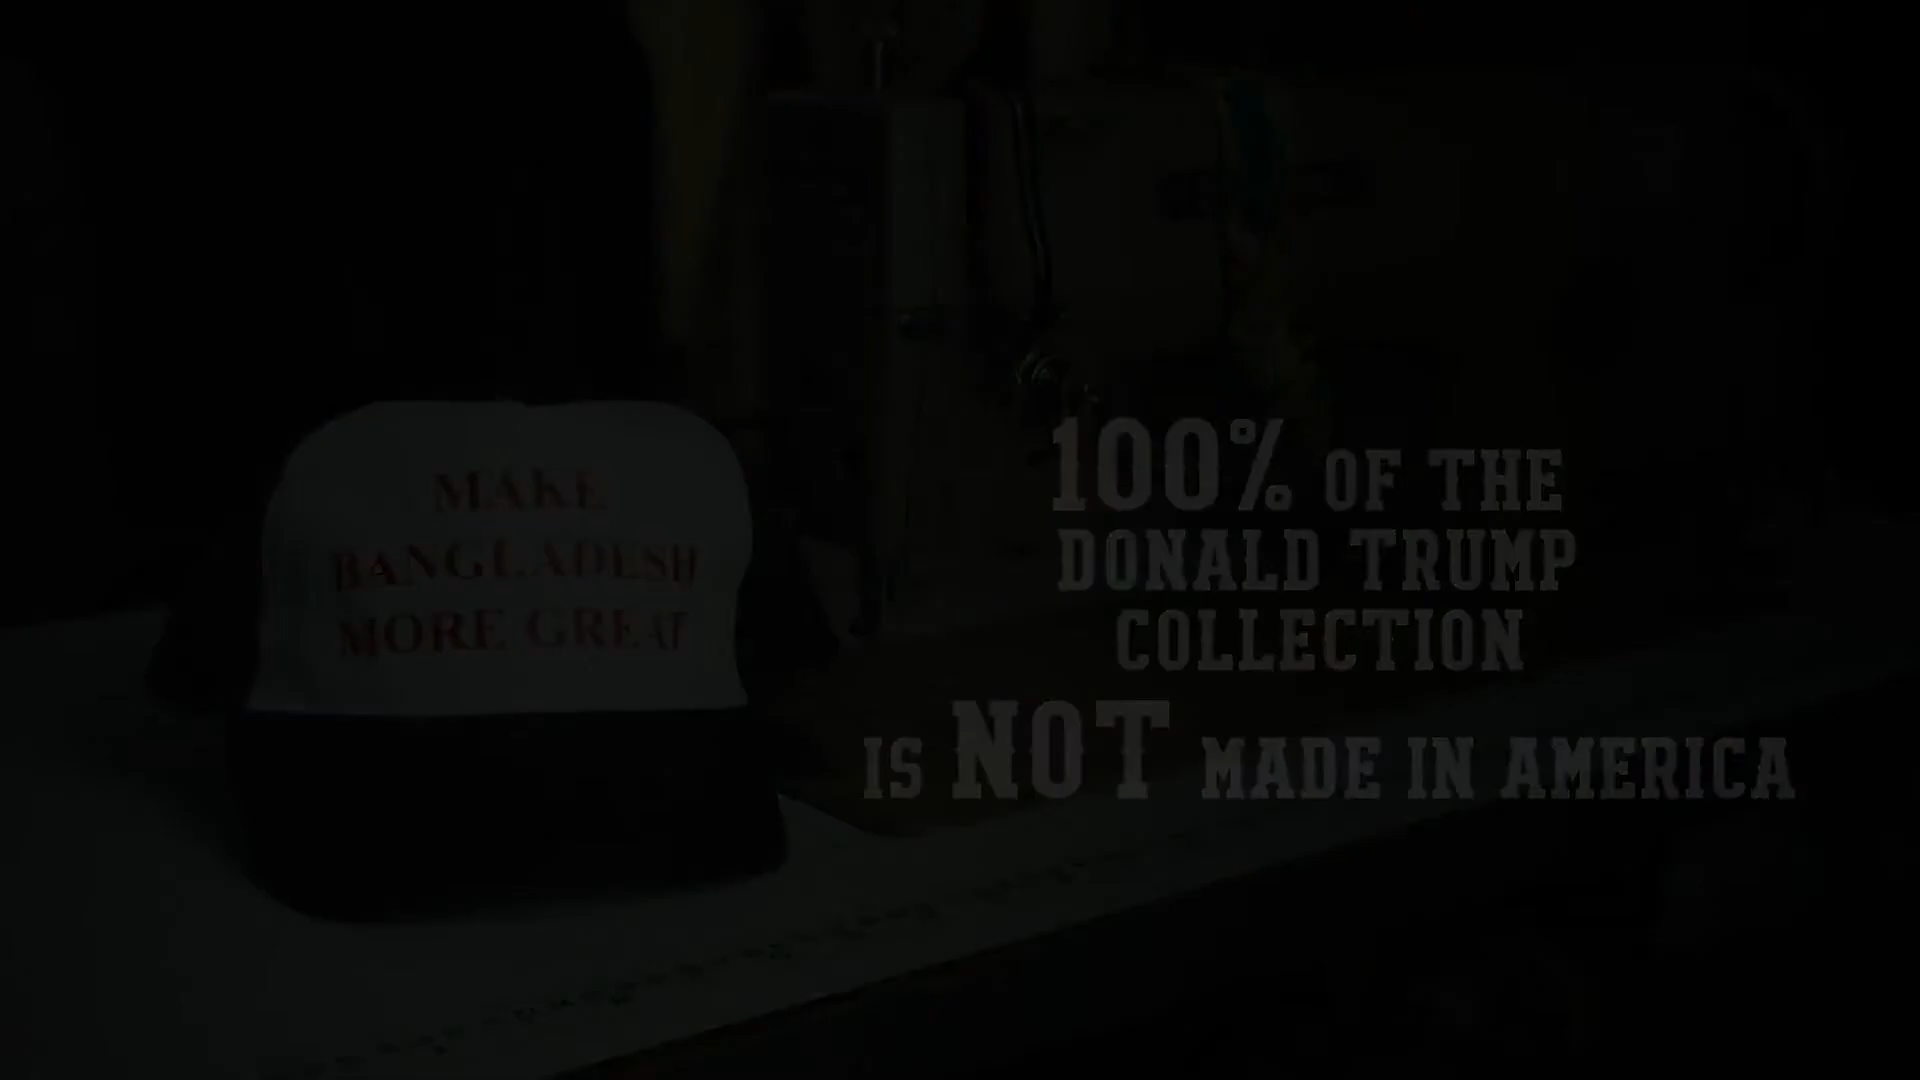 MAKE
BANGLADESH
MORE GREAT
100% OF THE
DONALD TRUMP
COLLECTION
IS NOT MADE IN AMERICA